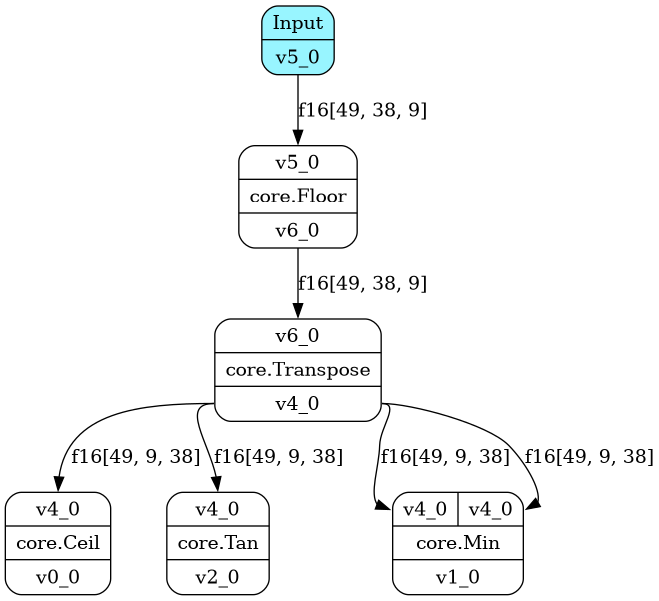 Input
v5_0
f16[49, 38, 9]
v5_0
core.Floor
v6_0
f16[49, 38, 9]
v6_0
core.Transpose
v4_0
f16[49, 9, 38]
f16[49, 9, 38]
f16[49, 9, 38]
f16[49, 9, 38]
v4_0
core.Ceil
v0_0
v4_0
core.Tan
v2_0
v4_0 v4_0
core.Min
v1_0